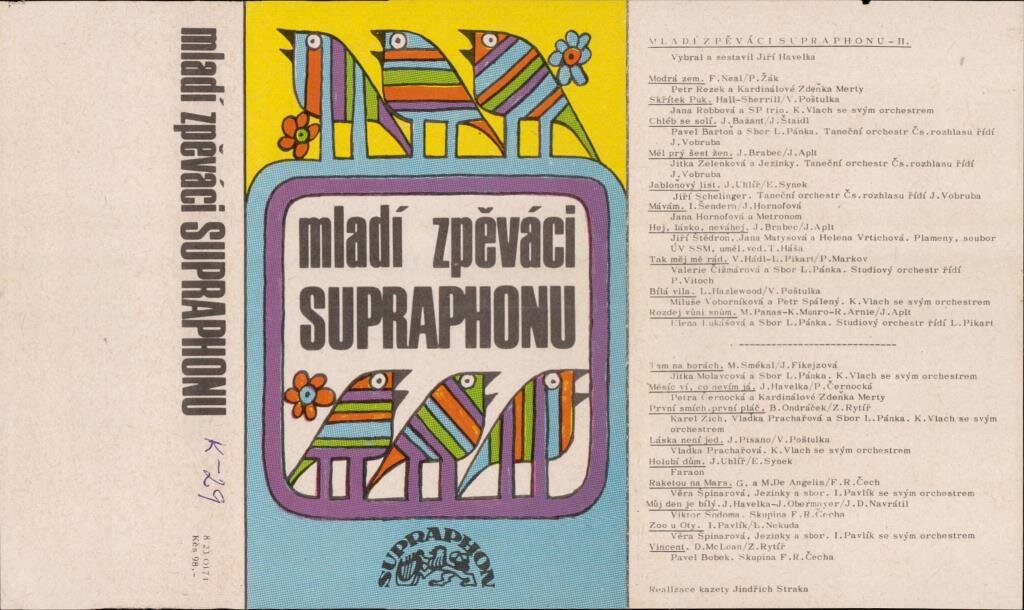 mladí zpěváci SUPRAPHONU
K-29
8 23 0174
Kčs 98,-
mladí zpěváci
SUPRAPHONU
SUPRAPHON
MLADÍ ZPĚVÁCI SUPRAPHONU - II.
Vybral a sestavil Jiří Havelka
Modrá zem. F.Neal/P.Žák
Petr Rezek a Kardinálové Zdeňka Merty
Skřítek Puk. Hall-Sherrill/V.Poštulka
Jana Robbová a SP trio. K.Vlach se svým orchestrem
Chléb se solí. J.Bažant/J.Štaidl
Pavel Bartoň a Sbor L.Pánka. Taneční orchestr Čs.rozhlasu řídí
J.Vobruba
Měl prý šest žen. J.Brabec/J.Aplt
Jitka Zelenková a Jezinky. Taneční orchestr Čs.rozhlanu řídí
J.Vobruba
Jabloňový list. J.Uhlíř/E.Synek
Jiří Schelinger. Taneční orchestr Čs.rozhlasu řídí J.Vobruba
Mávám. I.Šenderа/J.Hornofová
Jana Hornofová a Metronom
Hej, lásko, neváhej. J.Brabec/J.Aplt
Jiří Štědroň, Jana Matysová a Helena Vrtichová. Plameny, soubor
ÚV SSM, uměl.ved.T.Háša
Tak měj mě rád. V.Hádl-L.Pikart/P.Markov
Valerie Čižmárová a Sbor L.Pánka. Studiový orchestr řídí
P.Vitoch
Bílá vila. L.Hazlewood/V.Poštulka
Miluše Voborníková a Petr Spálený. K.Vlach se svým orchestrem
Rozdej vůni snům. M.Panas-K.Munro-R.Arnie/J.Aplt
Elena Lukášová a Sbor L.Pánka. Studiový orchestr řídí L.Pikart
Tam na horách. M.Smékal/J.Fikejzová
Jitka Molavcová a Sbor L.Pánka. K.Vlach se svým orchestrem
Měsíc ví, co nevím já. J.Havelka/P.Černocká
Petra Černocká a Kardinálové Zdeňka Merty
První smích,první pláč. B.Ondráček/Z.Rytíř
Karel Zich, Vladka Prachařová a Sbor L.Pánka. K.Vlach se svým
orchestrem
Láska není jed. J.Pisano/V.Poštulka
Vladka Prachařová. K.Vlach se svým orchestrem
Holubí dům. J.Uhlíř/E.Synek
Faraon
Raketou na Mars. G. a M.De Angelis/F.R.Čech
Věra Špinarová, Jezinky a sbor. I.Pavlík se svým orchestrem
Můj den je bílý.J.Havelka-J.Obermayer/J.D.Navrátil
Viktor Sodoma. Skupina F.R.Čecha
Zoo u Oty. I.Pavlík/L.Nekuda
Věra Špinarová, Jezinky a sbor. I.Pavlík se svým orchestrem
Vincent. D.McLean/Z.Rytíř
Pavel Bobek. Skupina F.R.Čecha
Realizace kazety Jindřich Straka